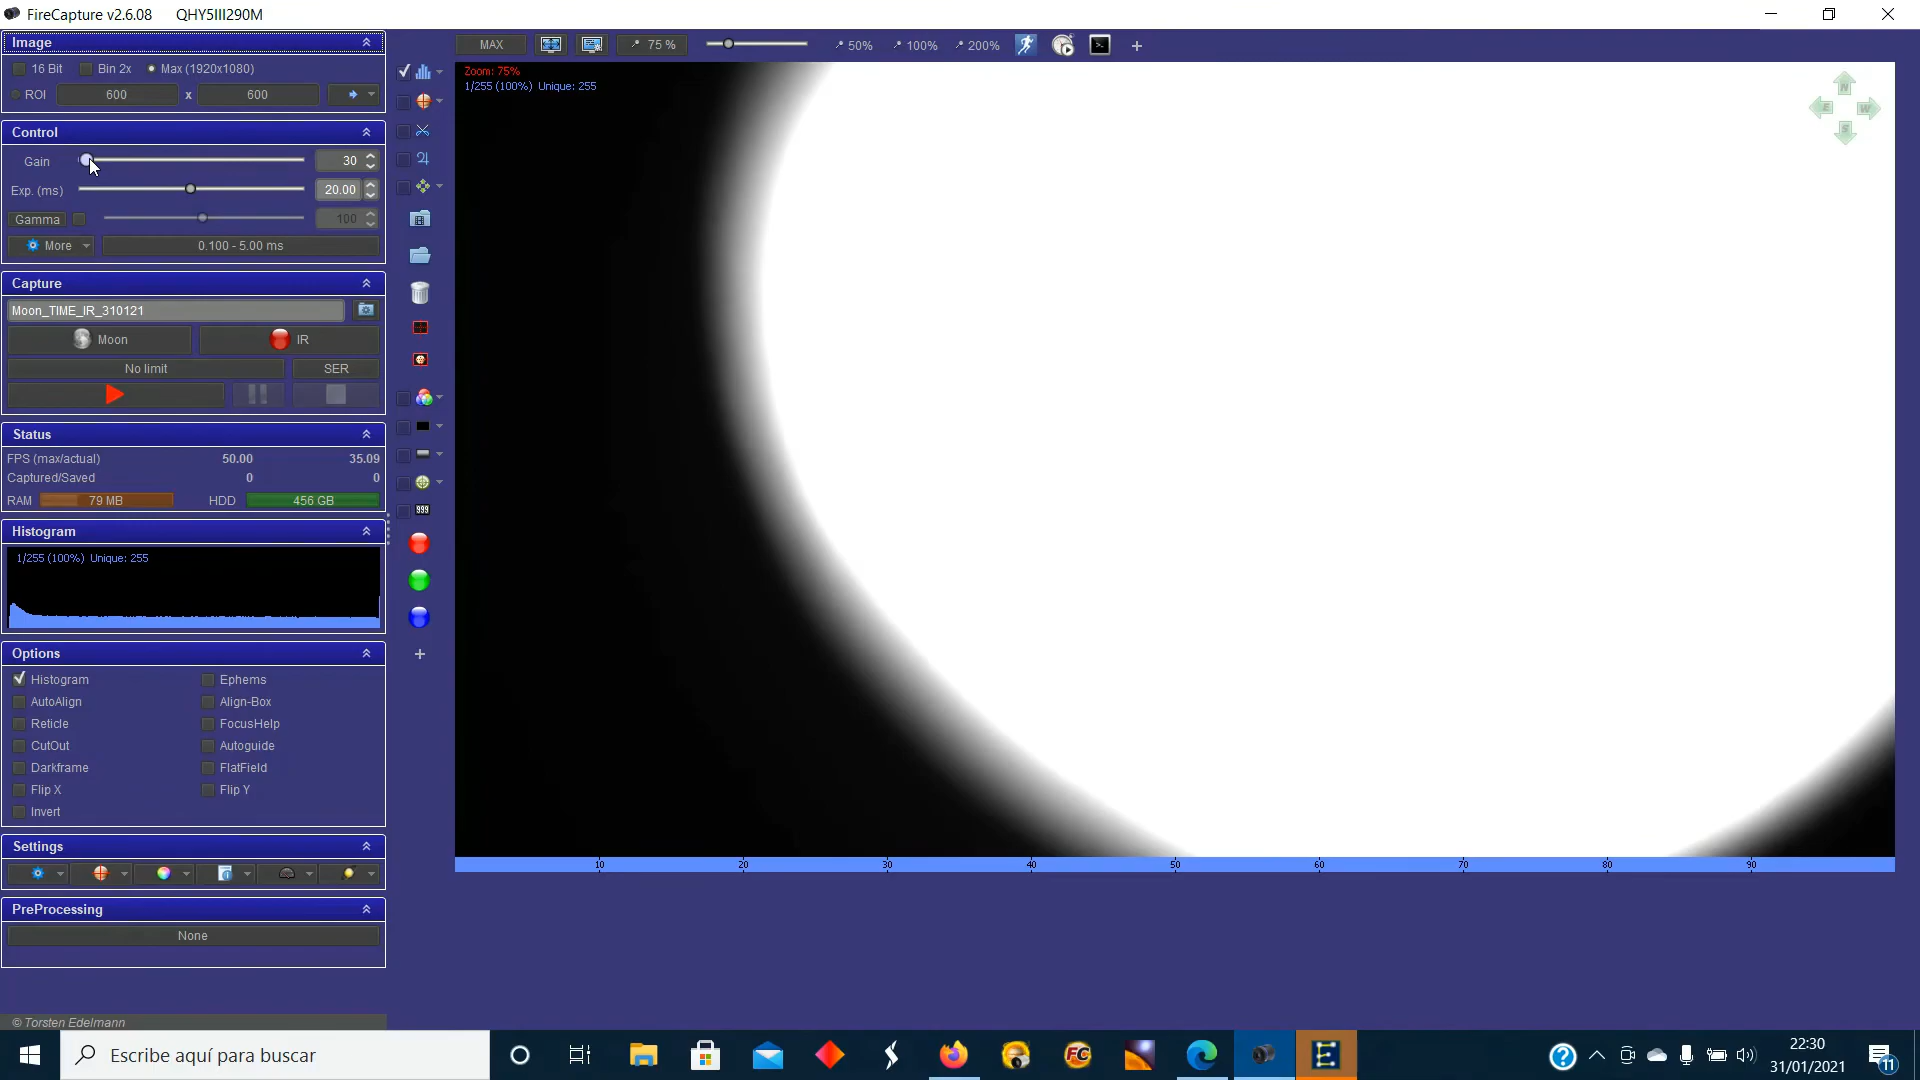 FireCapture v2.6.08 QHY5III290M
Image
16 Bit Bin 2x Max (1920x1080)
ROI 600 x 600
Control
Gain 30
Exp. (ms) 20.00
Gamma 100
More 0.100 - 5.00 ms
Capture
Moon_TIME_IR_310121
Moon IR
No limit SER
Status
FPS (max/actual) 50.00 35.09
Captured/Saved 0 0
RAM 79 MB HDD 456 GB
Histogram
1/255 (100%) Unique: 255
Options
Histogram Ephems
AutoAlign Align-Box
Reticle FocusHelp
CutOut Autoguide
Darkframe FlatField
Flip X Flip Y
Invert
Settings
PreProcessing
None
© Torsten Edelmann
MAX 75 % 50% 100% 200%
999
Zoom: 75%
1/255 (100%) Unique: 255
N
E W
S
10 20 30 40 50 60 70 80 90
Escribe aquí para buscar
FC
E
22:30
31/01/2021
11